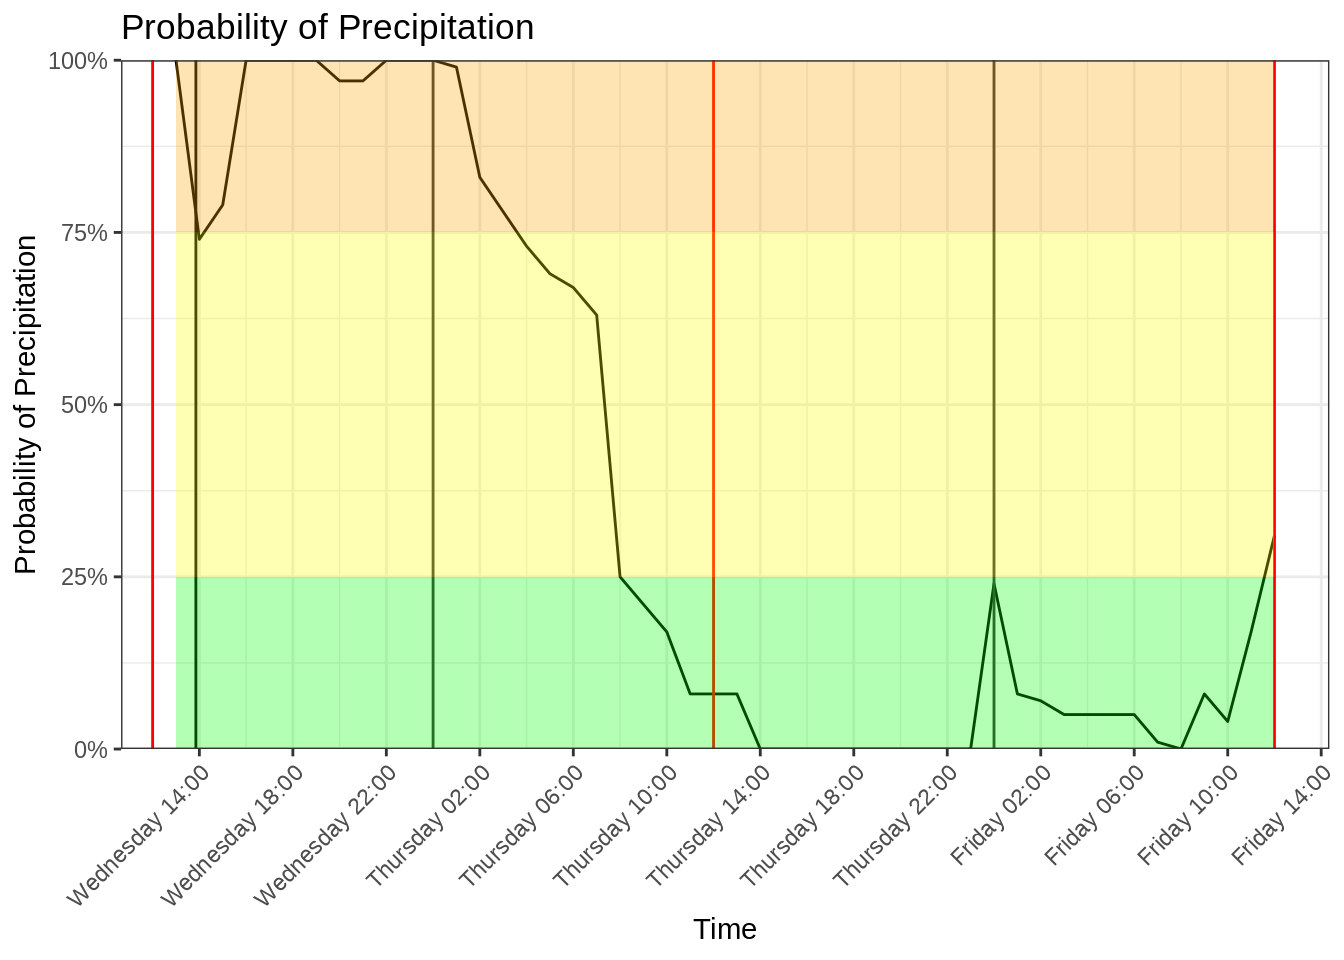 Probability of Precipitation
Probability of Precipitation
100%
75%
50%
25%
0%
Wednesday 14:00
Wednesday 18:00
Wednesday 22:00
Thursday 02:00
Thursday 06:00
Thursday 10:00
Thursday 14:00
Thursday 18:00
Thursday 22:00
Friday 02:00
Friday 06:00
Friday 10:00
Friday 14:00
Time